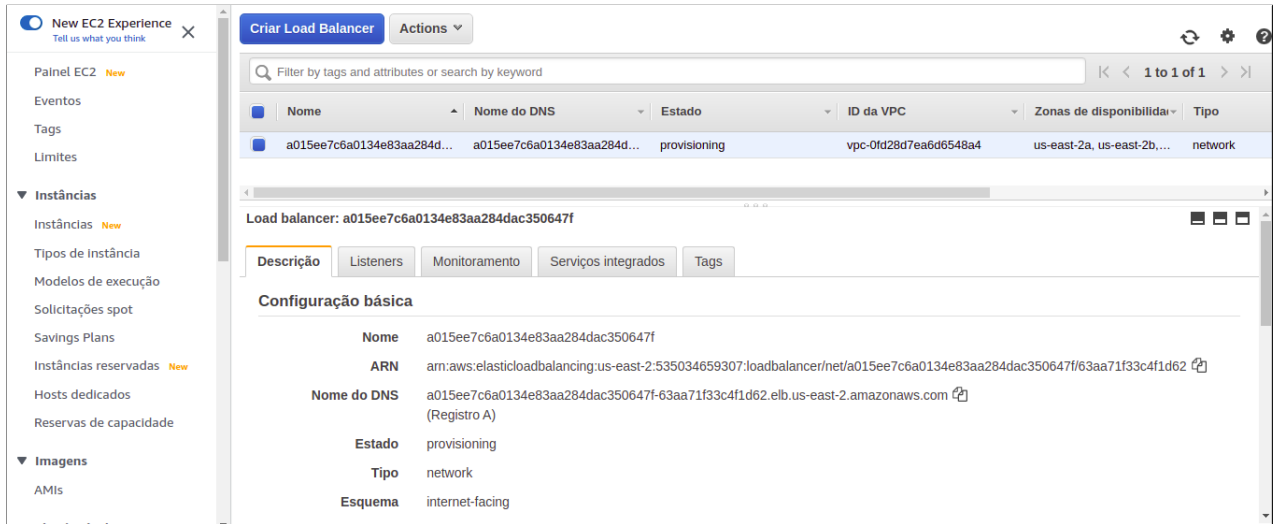 New EC2 Experience
Tell us what you think
Painel EC2 New
Eventos
Tags
Limites
Instâncias
Instâncias New
Tipos de instância
Modelos de execução
Solicitações spot
Savings Plans
Instâncias reservadas New
Hosts dedicados
Reservas de capacidade
Imagens
AMIs
Criar Load Balancer Actions
Filter by tags and attributes or search by keyword
1 to 1 of 1
Nome Nome do DNS Estado ID da VPC Zonas de disponibilida Tipo
a015ee7c6a0134e83aa284d... a015ee7c6a0134e83aa284d... provisioning vpc-0fd28d7ea6d6548a4 us-east-2a, us-east-2b,... network
Load balancer: a015ee7c6a0134e83aa284dac350647f
Descrição Listeners Monitoramento Serviços integrados Tags
Configuração básica
Nome a015ee7c6a0134e83aa284dac350647f
ARN arn:aws:elasticloadbalancing:us-east-2:535034659307:loadbalancer/net/a015ee7c6a0134e83aa284dac350647f/63aa71f33c4f1d62
Nome do DNS a015ee7c6a0134e83aa284dac350647f-63aa71f33c4f1d62.elb.us-east-2.amazonaws.com
(Registro A)
Estado provisioning
Tipo network
Esquema internet-facing